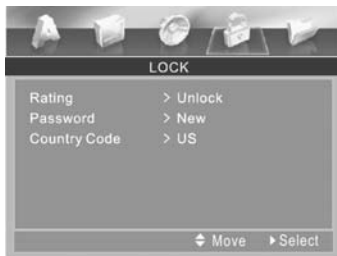 LOCK
Rating > Unlock
Password > New
Country Code > US
Move Select